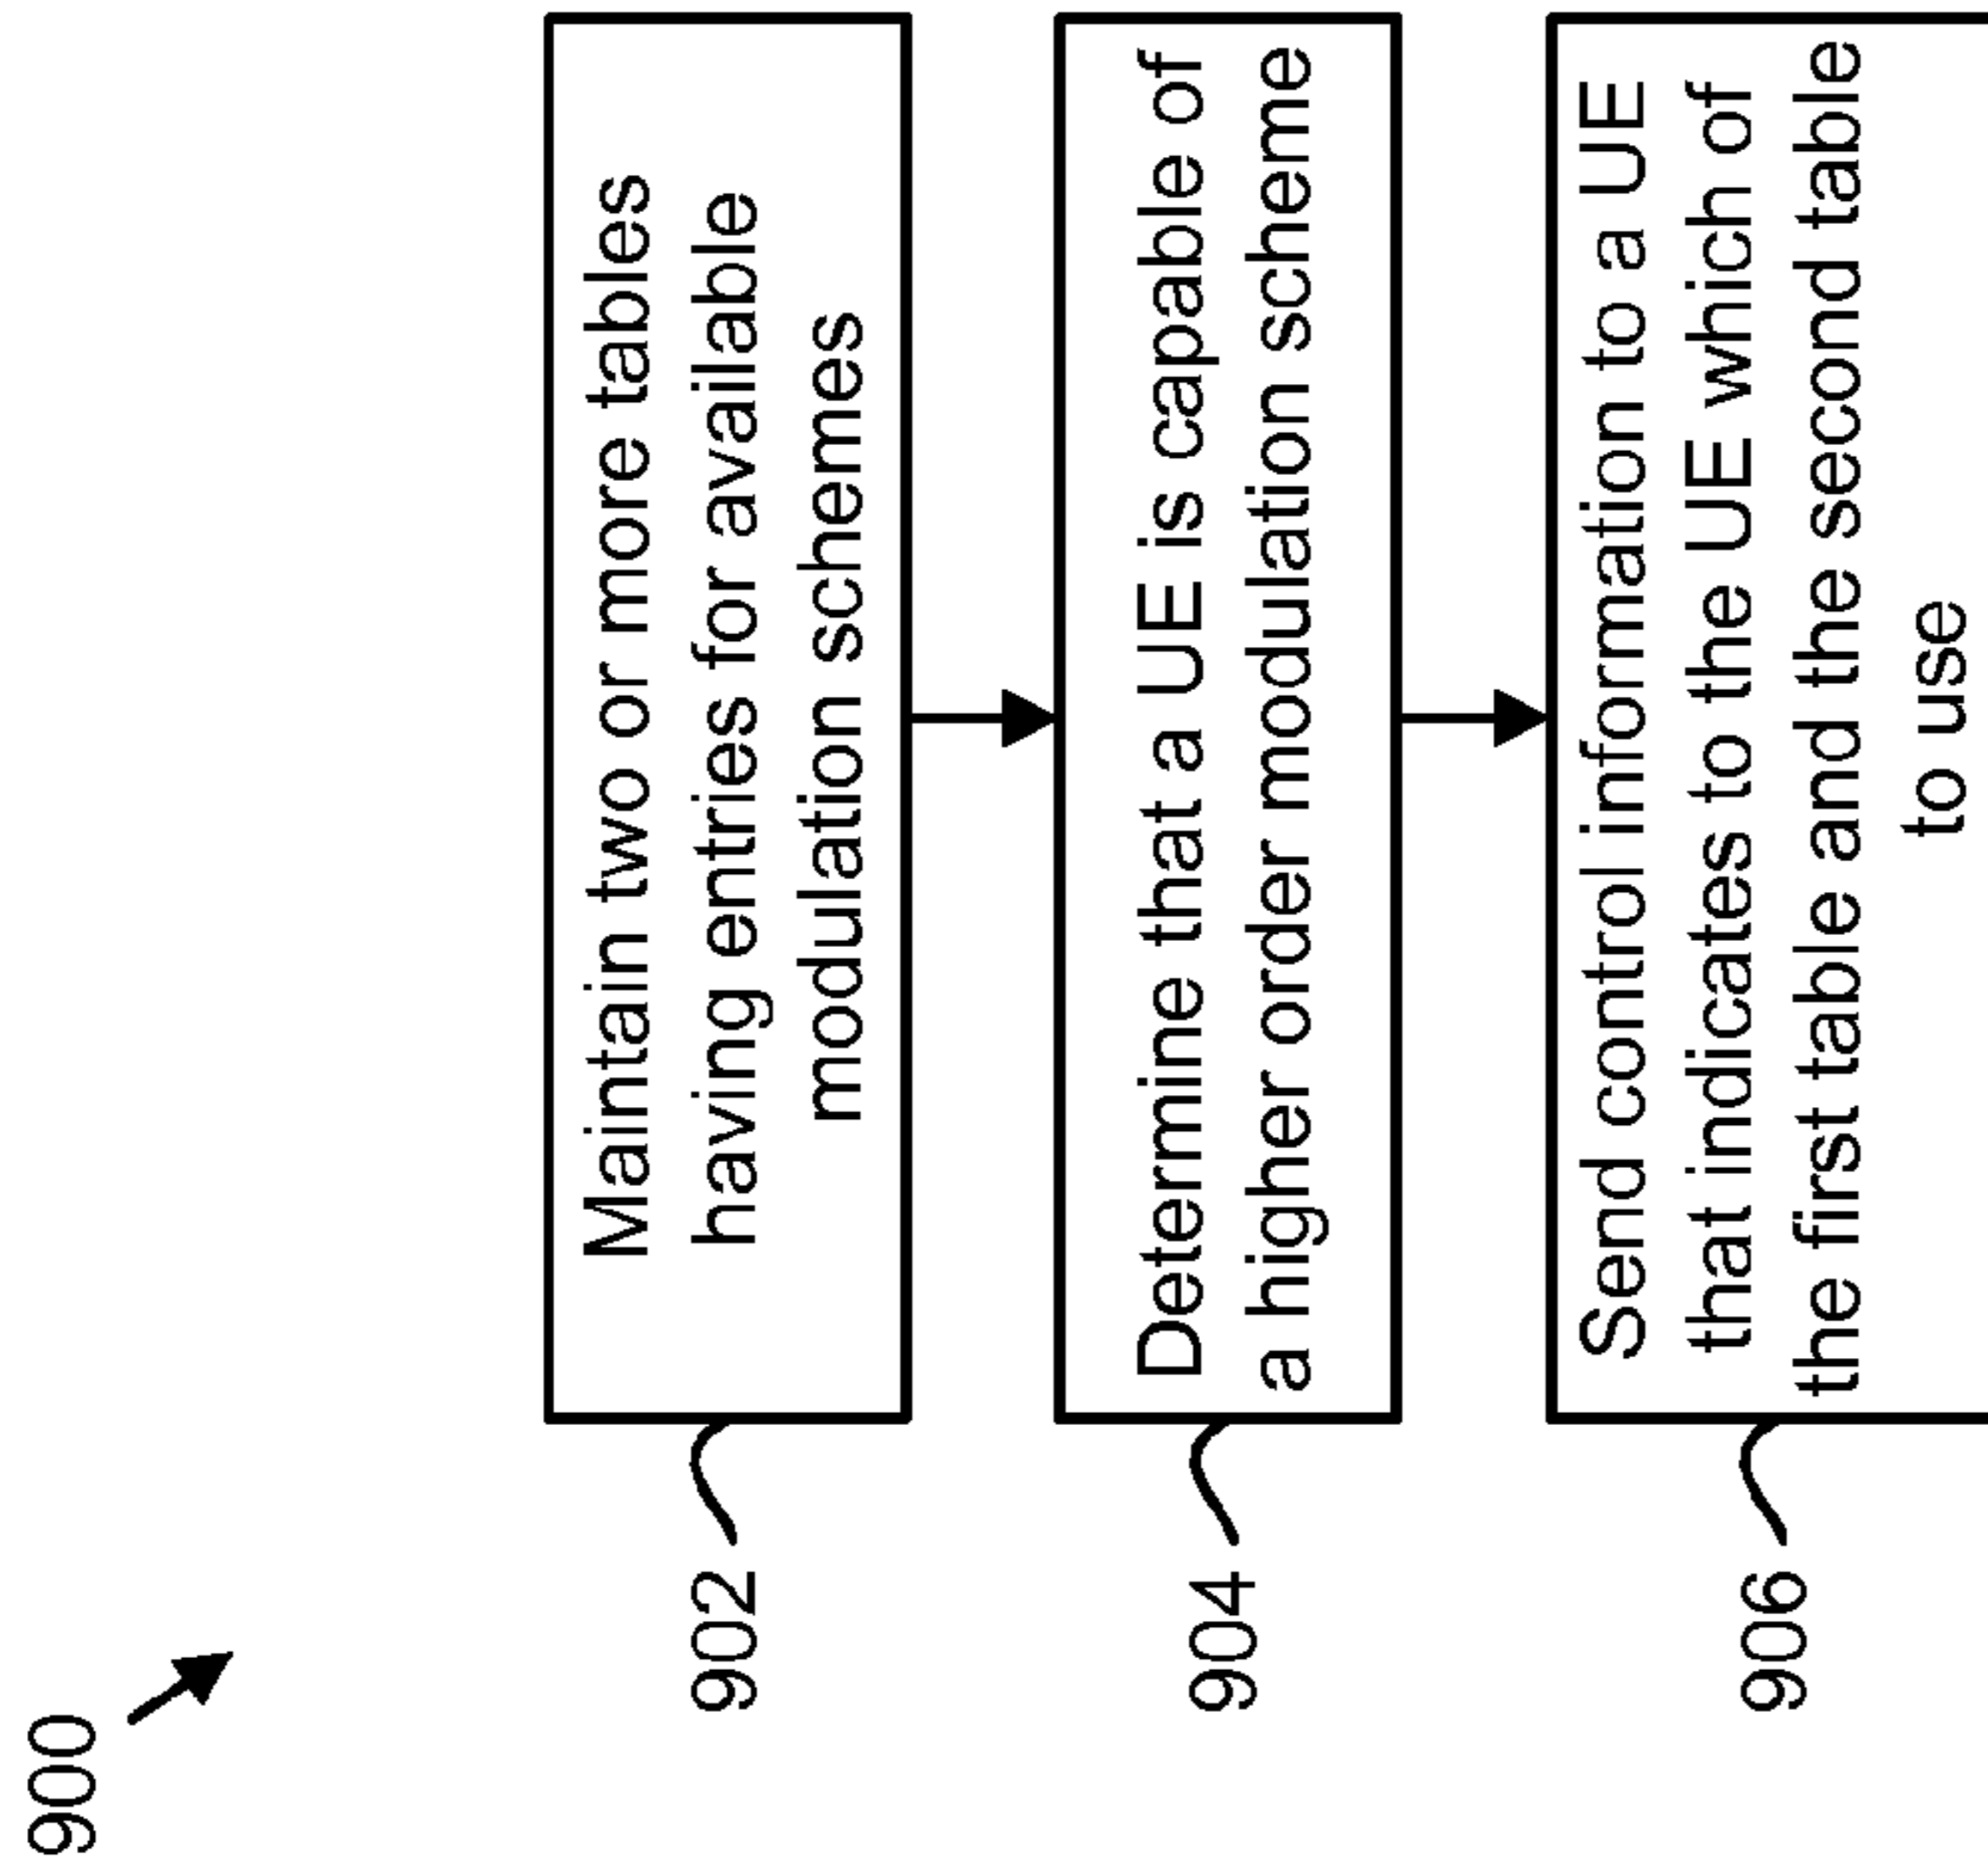 900
902
Maintain two or more tables
having entries for available
modulation schemes
904
Determine that a UE is capable of
a higher order modulation scheme
906
Send control information to a UE
that indicates to the UE which of
the first table and the second table
to use